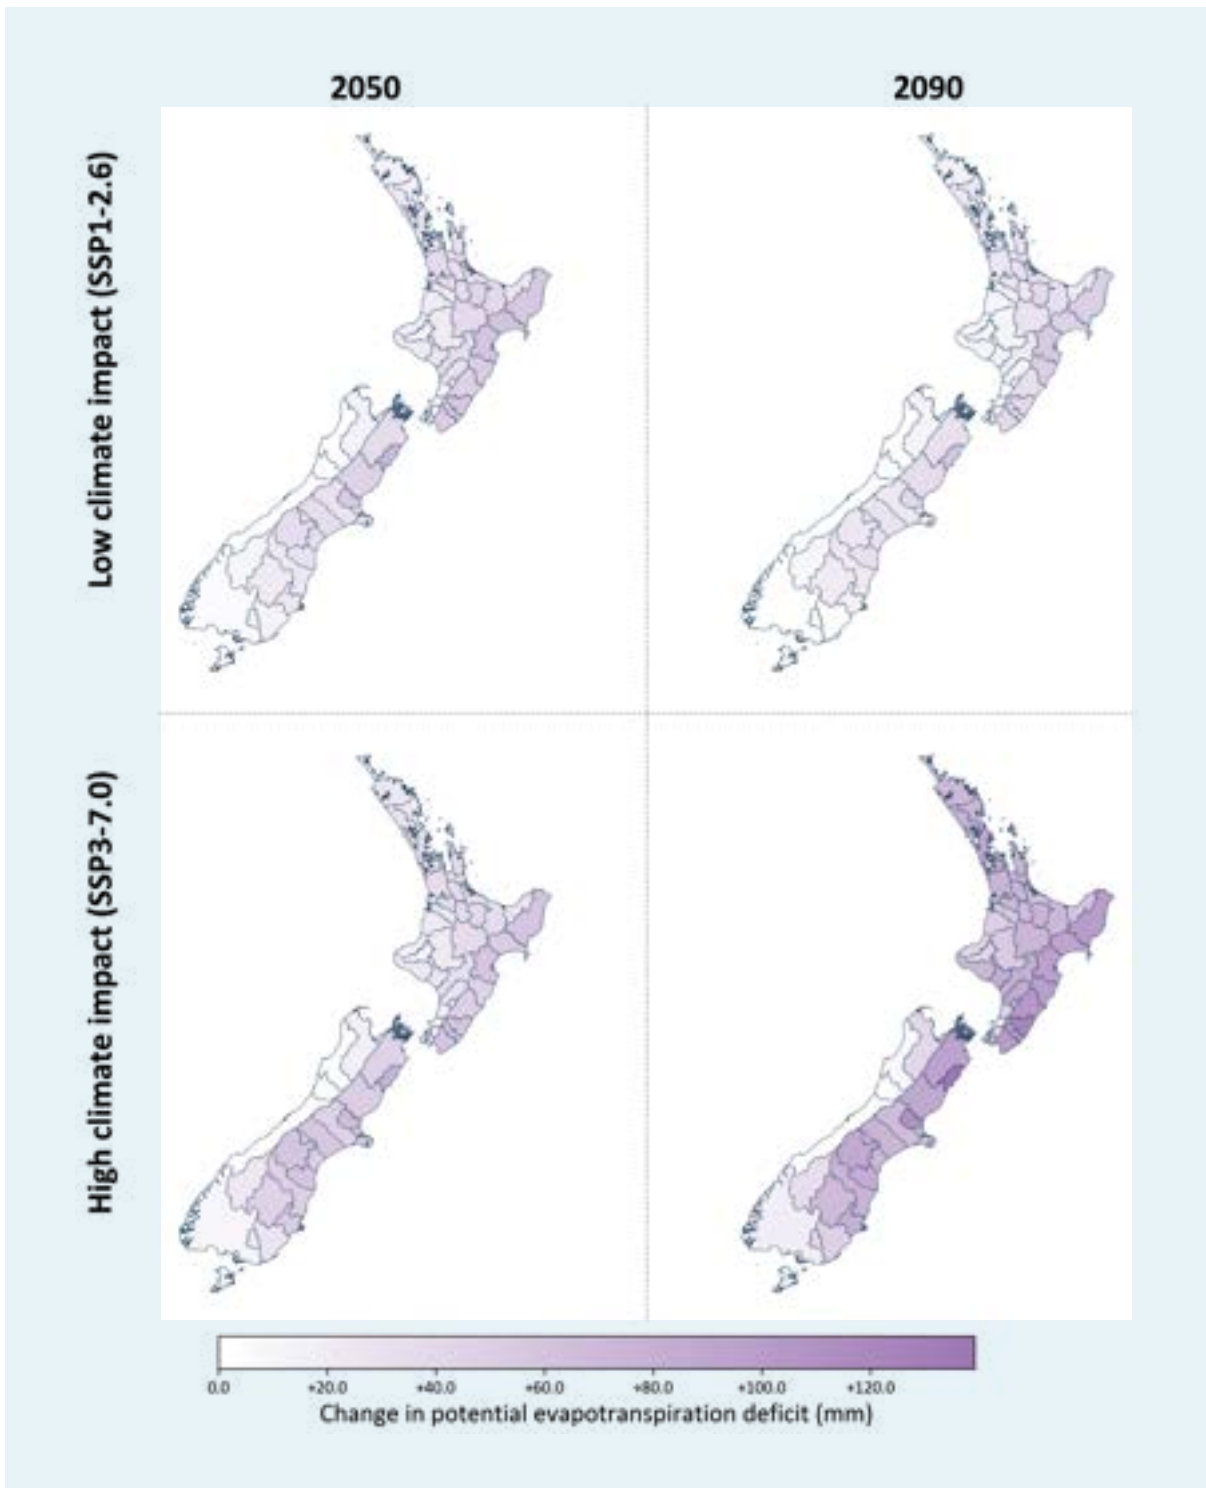 2050
2090
Low climate impact (SSP1-2.6)
High climate impact (SSP3-7.0)
0.0 +20.0 +40.0 +60.0 +80.0 +100.0 +120.0
Change in potential evapotranspiration deficit (mm)